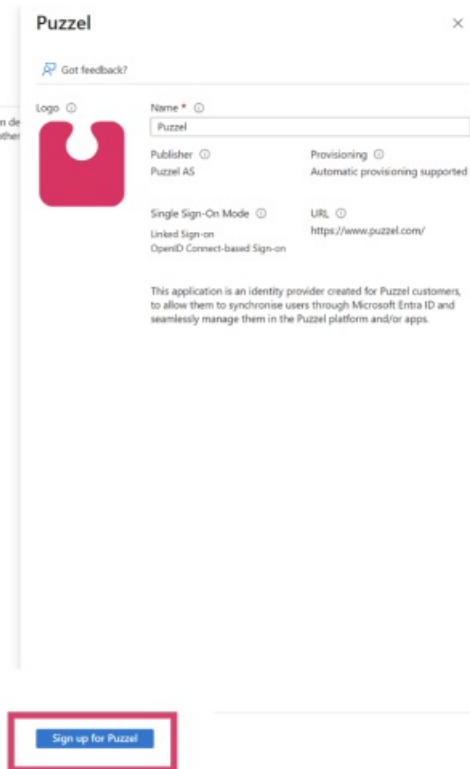 Puzzel
Got feedback?
Logo
Name *
Puzzel
Publisher
Provisioning
Puzzel AS
Automatic provisioning supported
Single Sign-On Mode
URL
Linked Sign-on
https://www.puzzel.com/
OpenID Connect-based Sign-on
This application is an identity provider created for Puzzel customers,
to allow them to synchronise users through Microsoft Entra ID and
seamlessly manage them in the Puzzel platform and/or apps.
Sign up for Puzzel